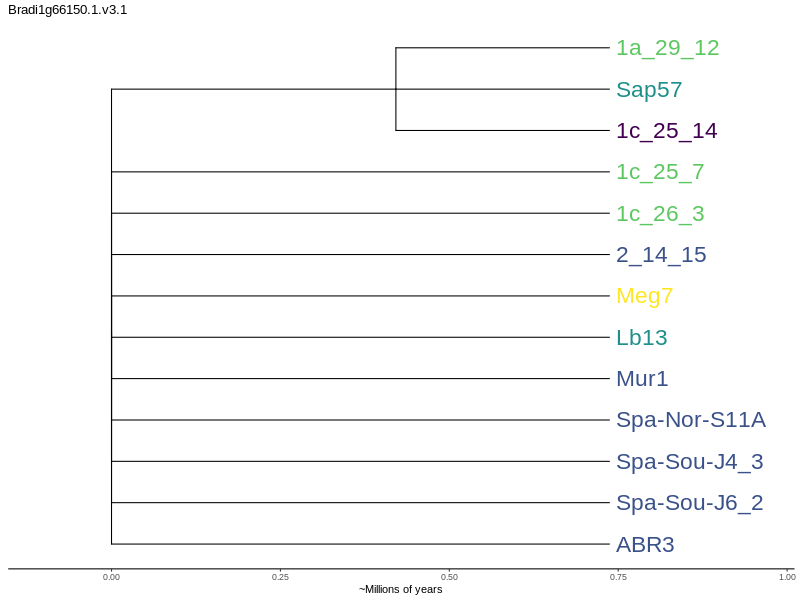 Bradi1g66150.1.v3.1
1a_29_12
Sap57
1c_25_14
1c_25_7
1c_26_3
2_14_15
Meg7
Lb13
Mur1
Spa-Nor-S11A
Spa-Sou-J4_3
Spa-Sou-J6_2
ABR3
0.00 0.25 0.50 0.75 1.00
~Millions of years